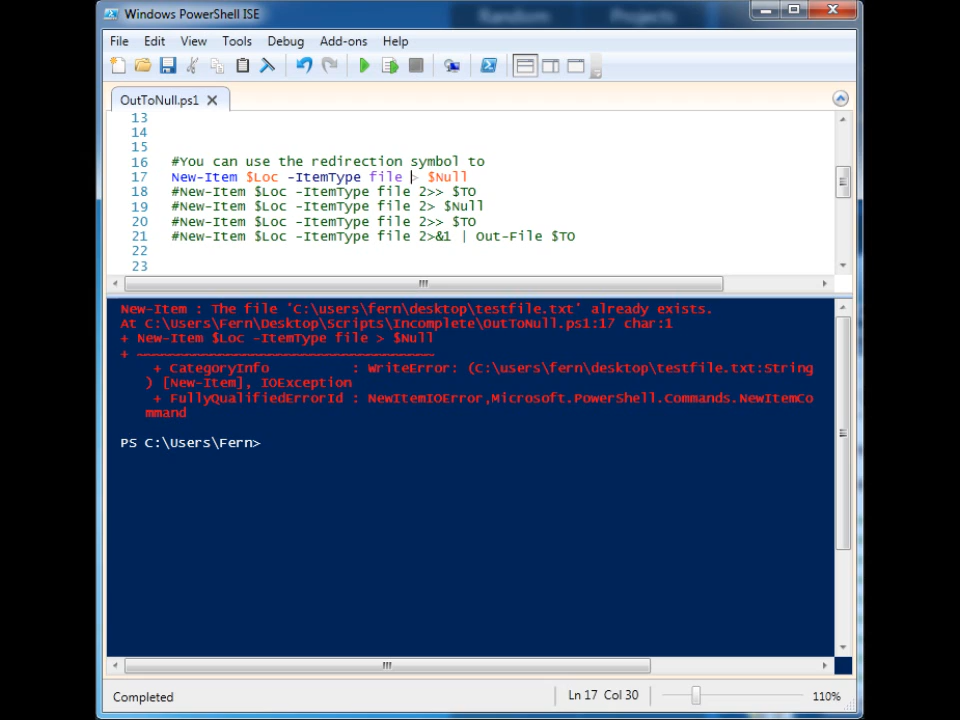 Random Projects
Windows PowerShell ISE
File Edit View Tools Debug Add-ons Help
OutToNull.ps1
13
14
15
16 #You can use the redirection symbol to
17 New-Item $Loc -ItemType file > $Null
18 #New-Item $Loc -ItemType file 2>> $TO
19 #New-Item $Loc -ItemType file 2> $Null
20 #New-Item $Loc -ItemType file 2>> $TO
21 #New-Item $Loc -ItemType file 2>&1 | Out-File $TO
22
23
New-Item : The file 'C:\users\fern\desktop\testfile.txt' already exists.
At C:\Users\Fern\Desktop\Scripts\Incomplete\OutToNull.ps1:17 char:1
+ New-Item $Loc -ItemType file > $Null
+ ~~~~~~~~~~~~~~~~~~~~~~~~~~~~~~~~~~~~
+ CategoryInfo : WriteError: (C:\users\fern\desktop\testfile.txt:String
) [New-Item], IOException
+ FullyQualifiedErrorId : NewItemIOError,Microsoft.PowerShell.Commands.NewItemCo
mmand
PS C:\Users\Fern>
Completed Ln 17 Col 30 110%